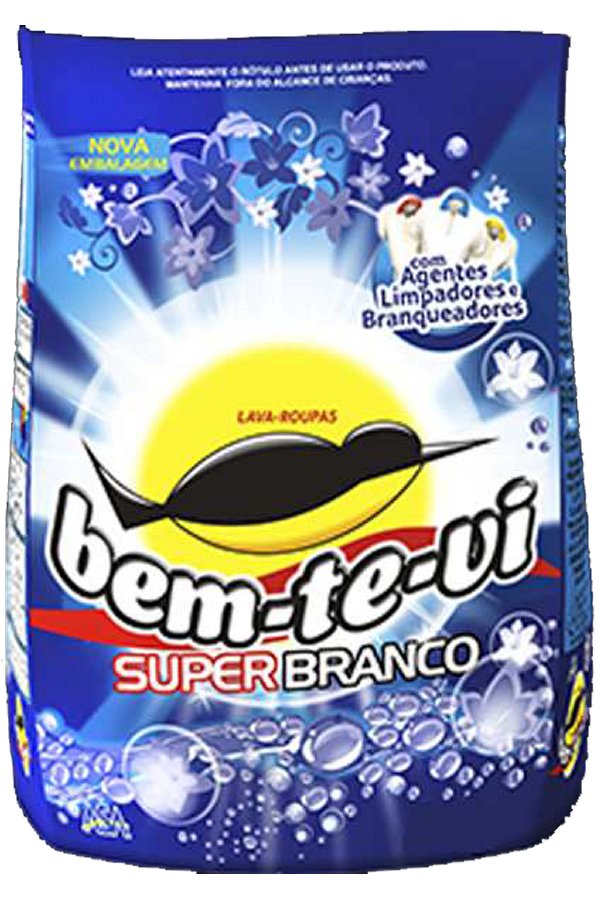 LEIA ATENTAMENTE O RÓTULO ANTES DE USAR O PRODUTO.
MANTENHA FORA DO ALCANCE DE CRIANÇAS.
NOVA
EMBALAGEM
com
Agentes
Limpadores e
Branqueadores
LAVA-ROUPAS
bem-te-vi
SUPER BRANCO